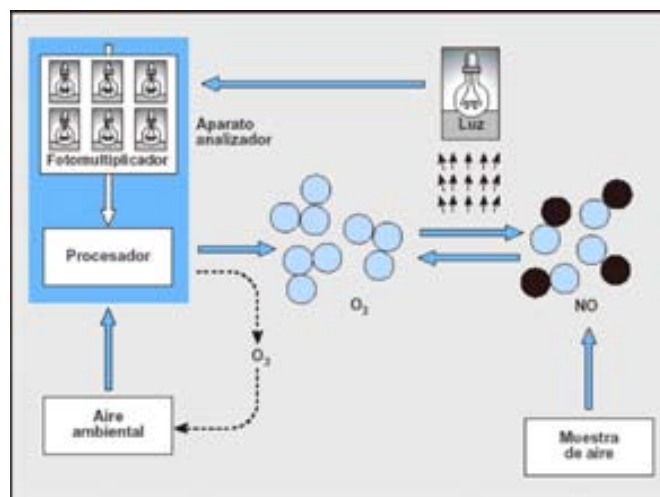 Luz
Fotomultiplicador
Aparato
analizador
Procesador
O₃
NO
O₃
Aire
ambiental
Muestra
de aire